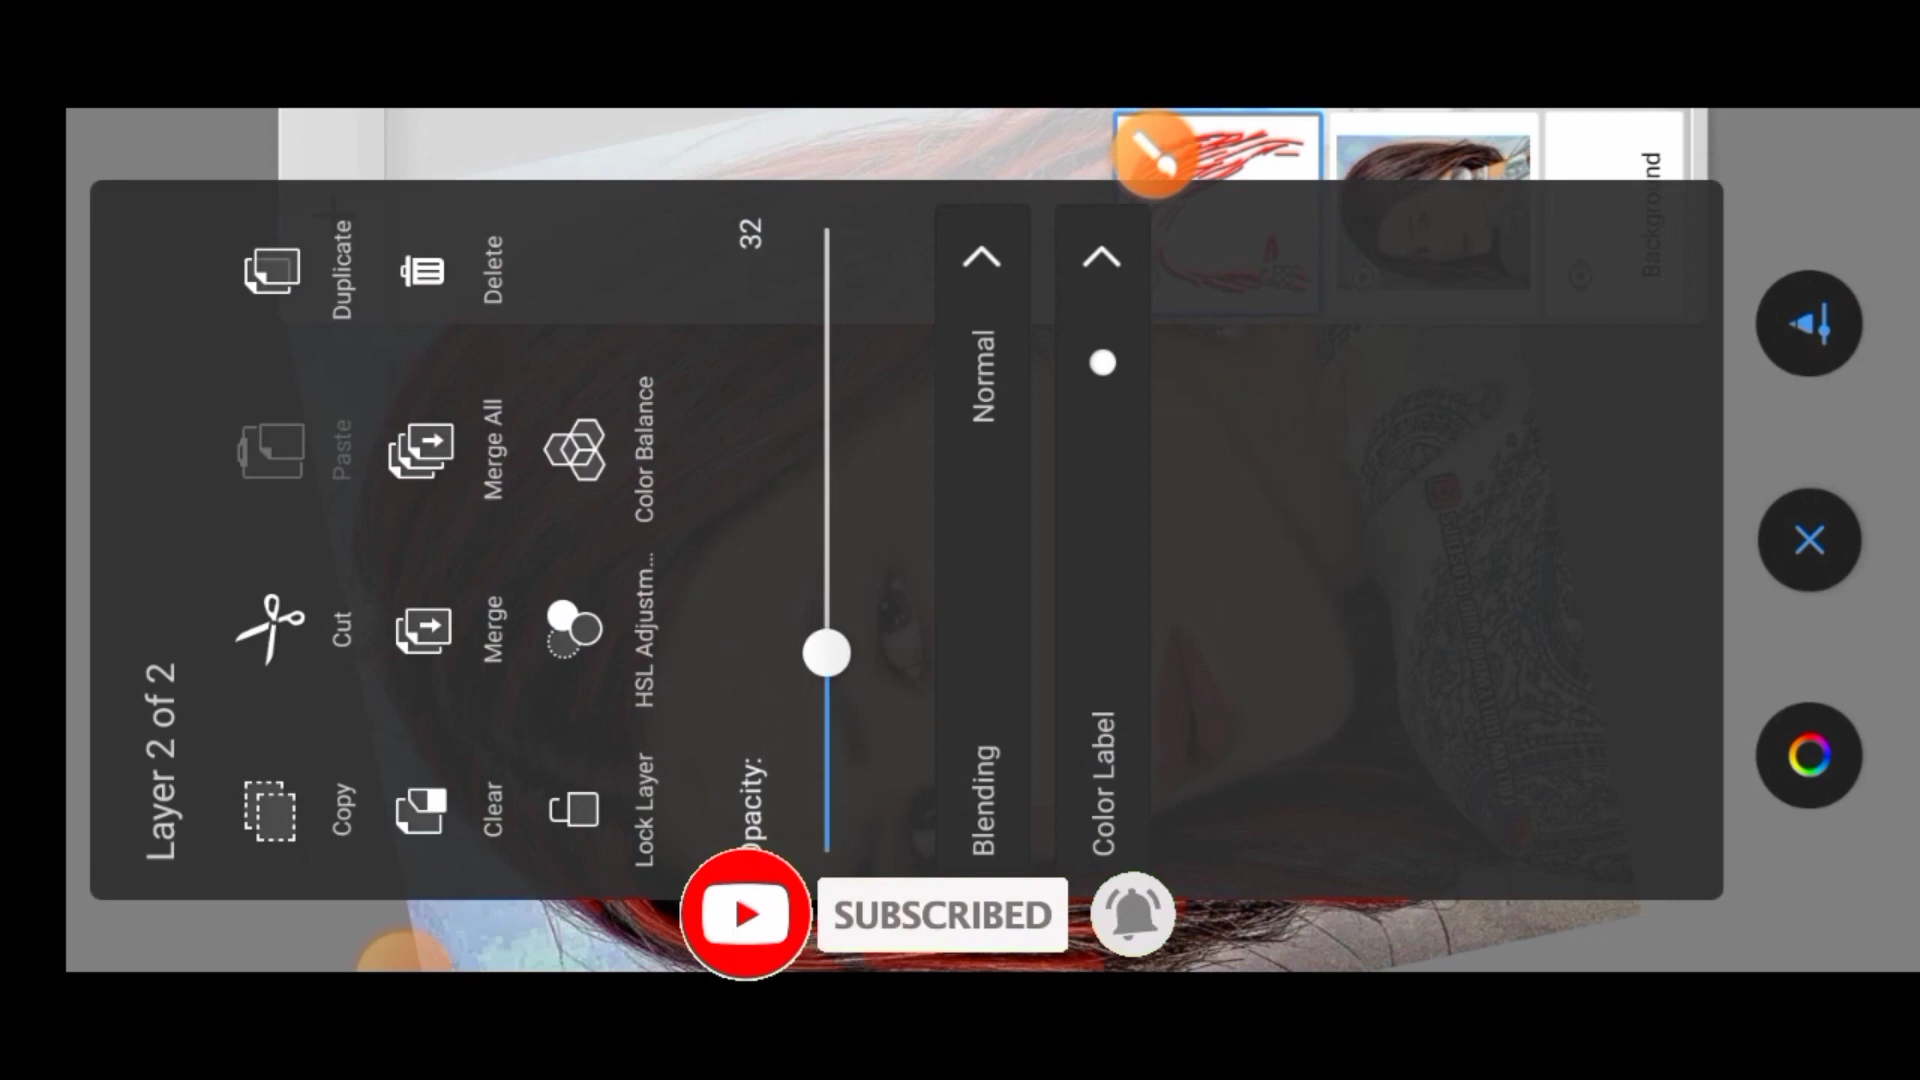 Layer 2 of 2
Copy
Cut
Paste
Duplicate
Clear
Merge
Merge All
Delete
Lock Layer
HSL Adjustm...
Color Balance
pacity:
32
Blending
Normal
Color Label
Background
SUBSCRIBED